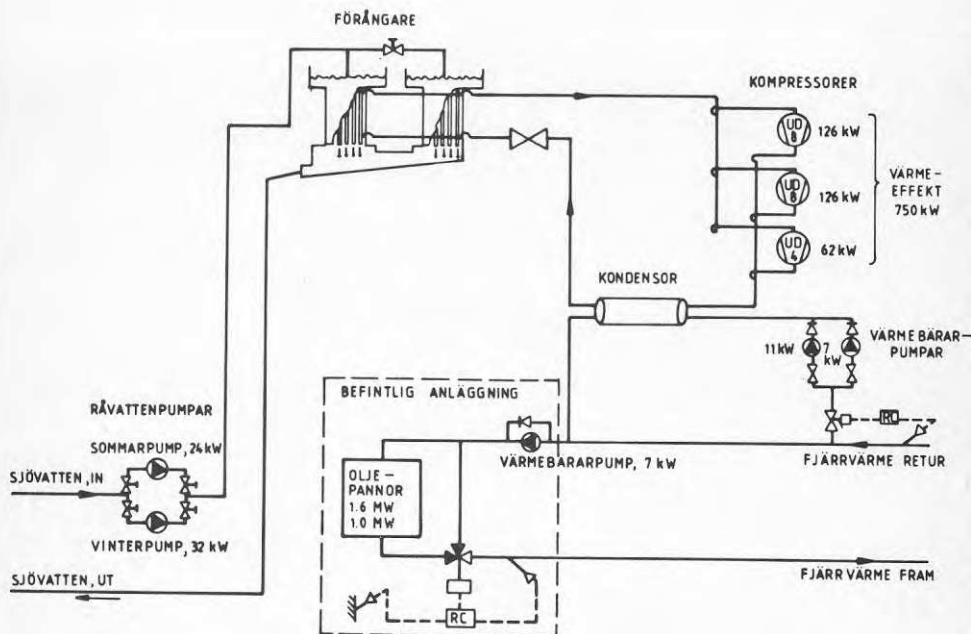 FÖRÅNGARE
KOMPRESSORER
UD
8
126 kW
UD
8
126 kW
UD
4
62 kW
VÄRME-
EFFEKT
750 kW
KONDENSOR
11 kW
7
kW
VÄRMEBÄRAR-
PUMPAR
RC
FJÄRRVÄRME RETUR
BEFINTLIG ANLÄGGNING
VÄRMEBÄRARPUMP, 7 kW
OLJE-
PANNOR
1.6 MW
1.0 MW
RC
FJÄRRVÄRME FRAM
RÅVATTENPUMPAR
SOMMARPUMP, 24 kW
SJÖVATTEN, IN
VINTERPUMP, 32 kW
SJÖVATTEN, UT